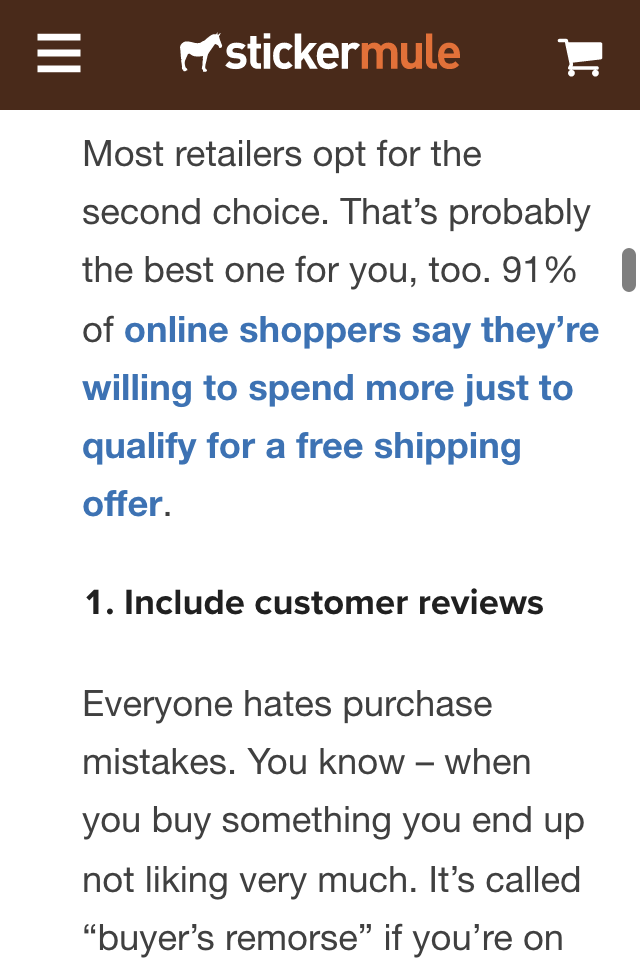 stickermule
Most retailers opt for the
second choice. That’s probably
the best one for you, too. 91%
of online shoppers say they’re
willing to spend more just to
qualify for a free shipping
offer.
1. Include customer reviews
Everyone hates purchase
mistakes. You know – when
you buy something you end up
not liking very much. It’s called
“buyer’s remorse” if you’re on